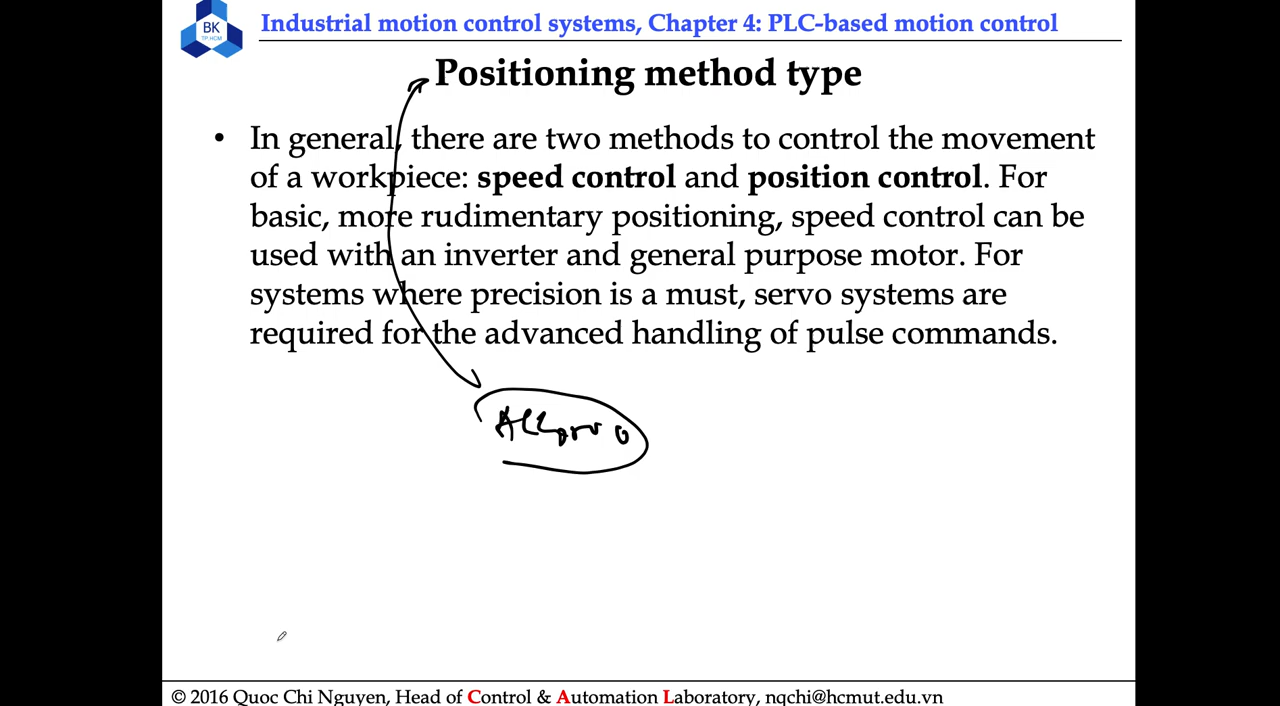 BK
TP.HCM
Industrial motion control systems, Chapter 4: PLC-based motion control
Positioning method type
• In general, there are two methods to control the movement
of a workpiece: speed control and position control. For
basic, more rudimentary positioning, speed control can be
used with an inverter and general purpose motor. For
systems where precision is a must, servo systems are
required for the advanced handling of pulse commands.
© 2016 Quoc Chi Nguyen, Head of Control & Automation Laboratory, nqchi@hcmut.edu.vn